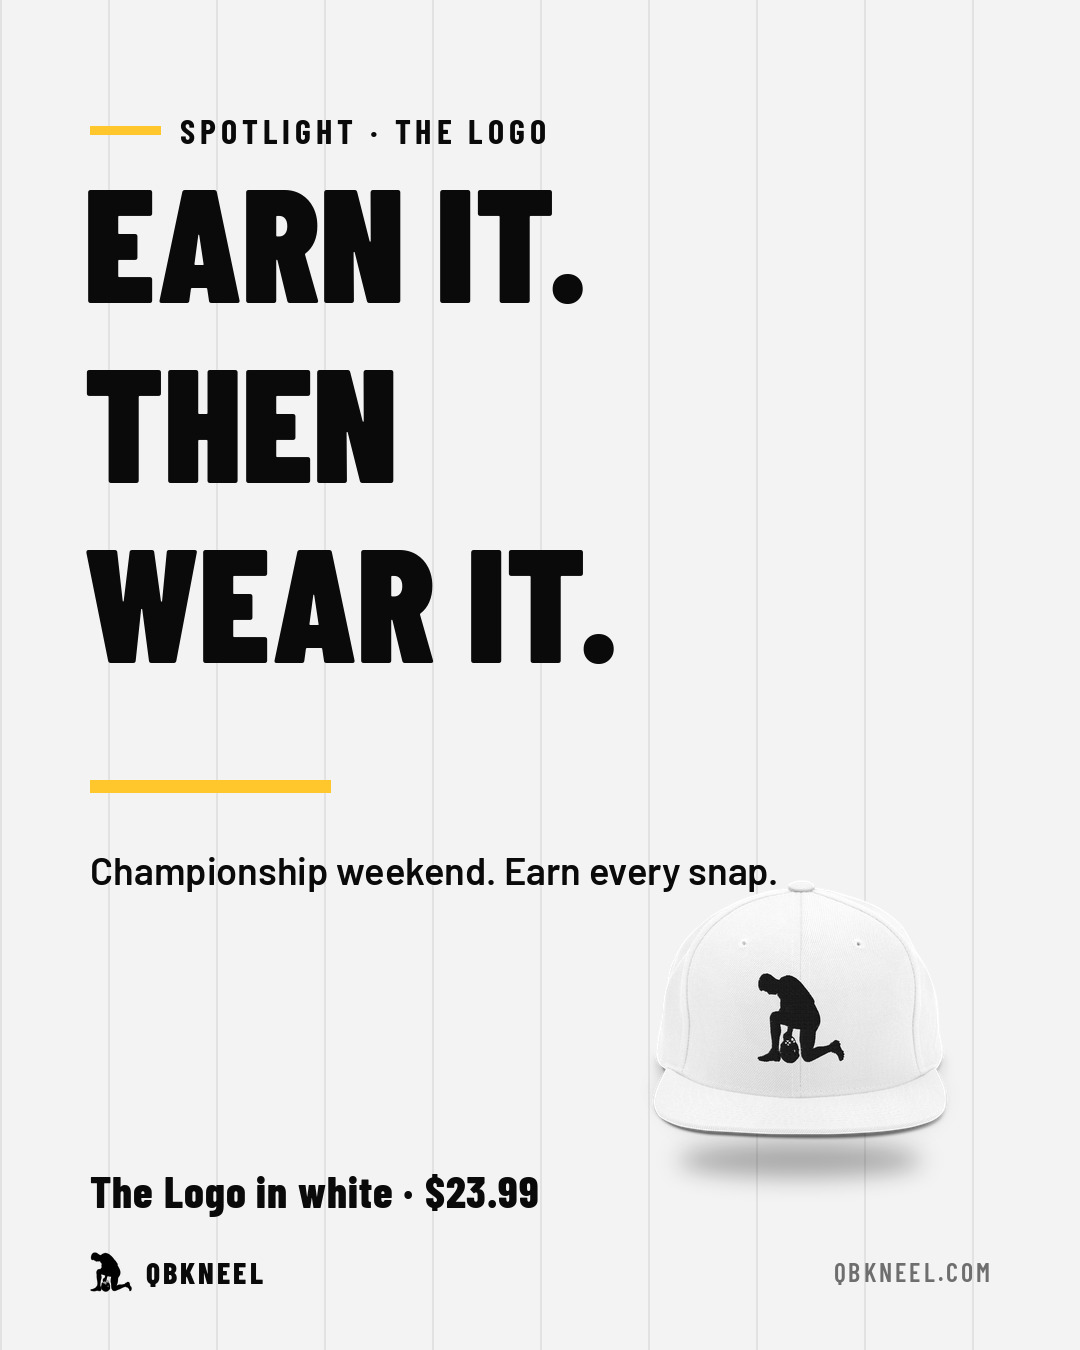 SPOTLIGHT · THE LOGO
EARN IT.
THEN
WEAR IT.
Championship weekend. Earn every snap.
The Logo in white · $23.99
QBKNEEL
QBKNEEL.COM